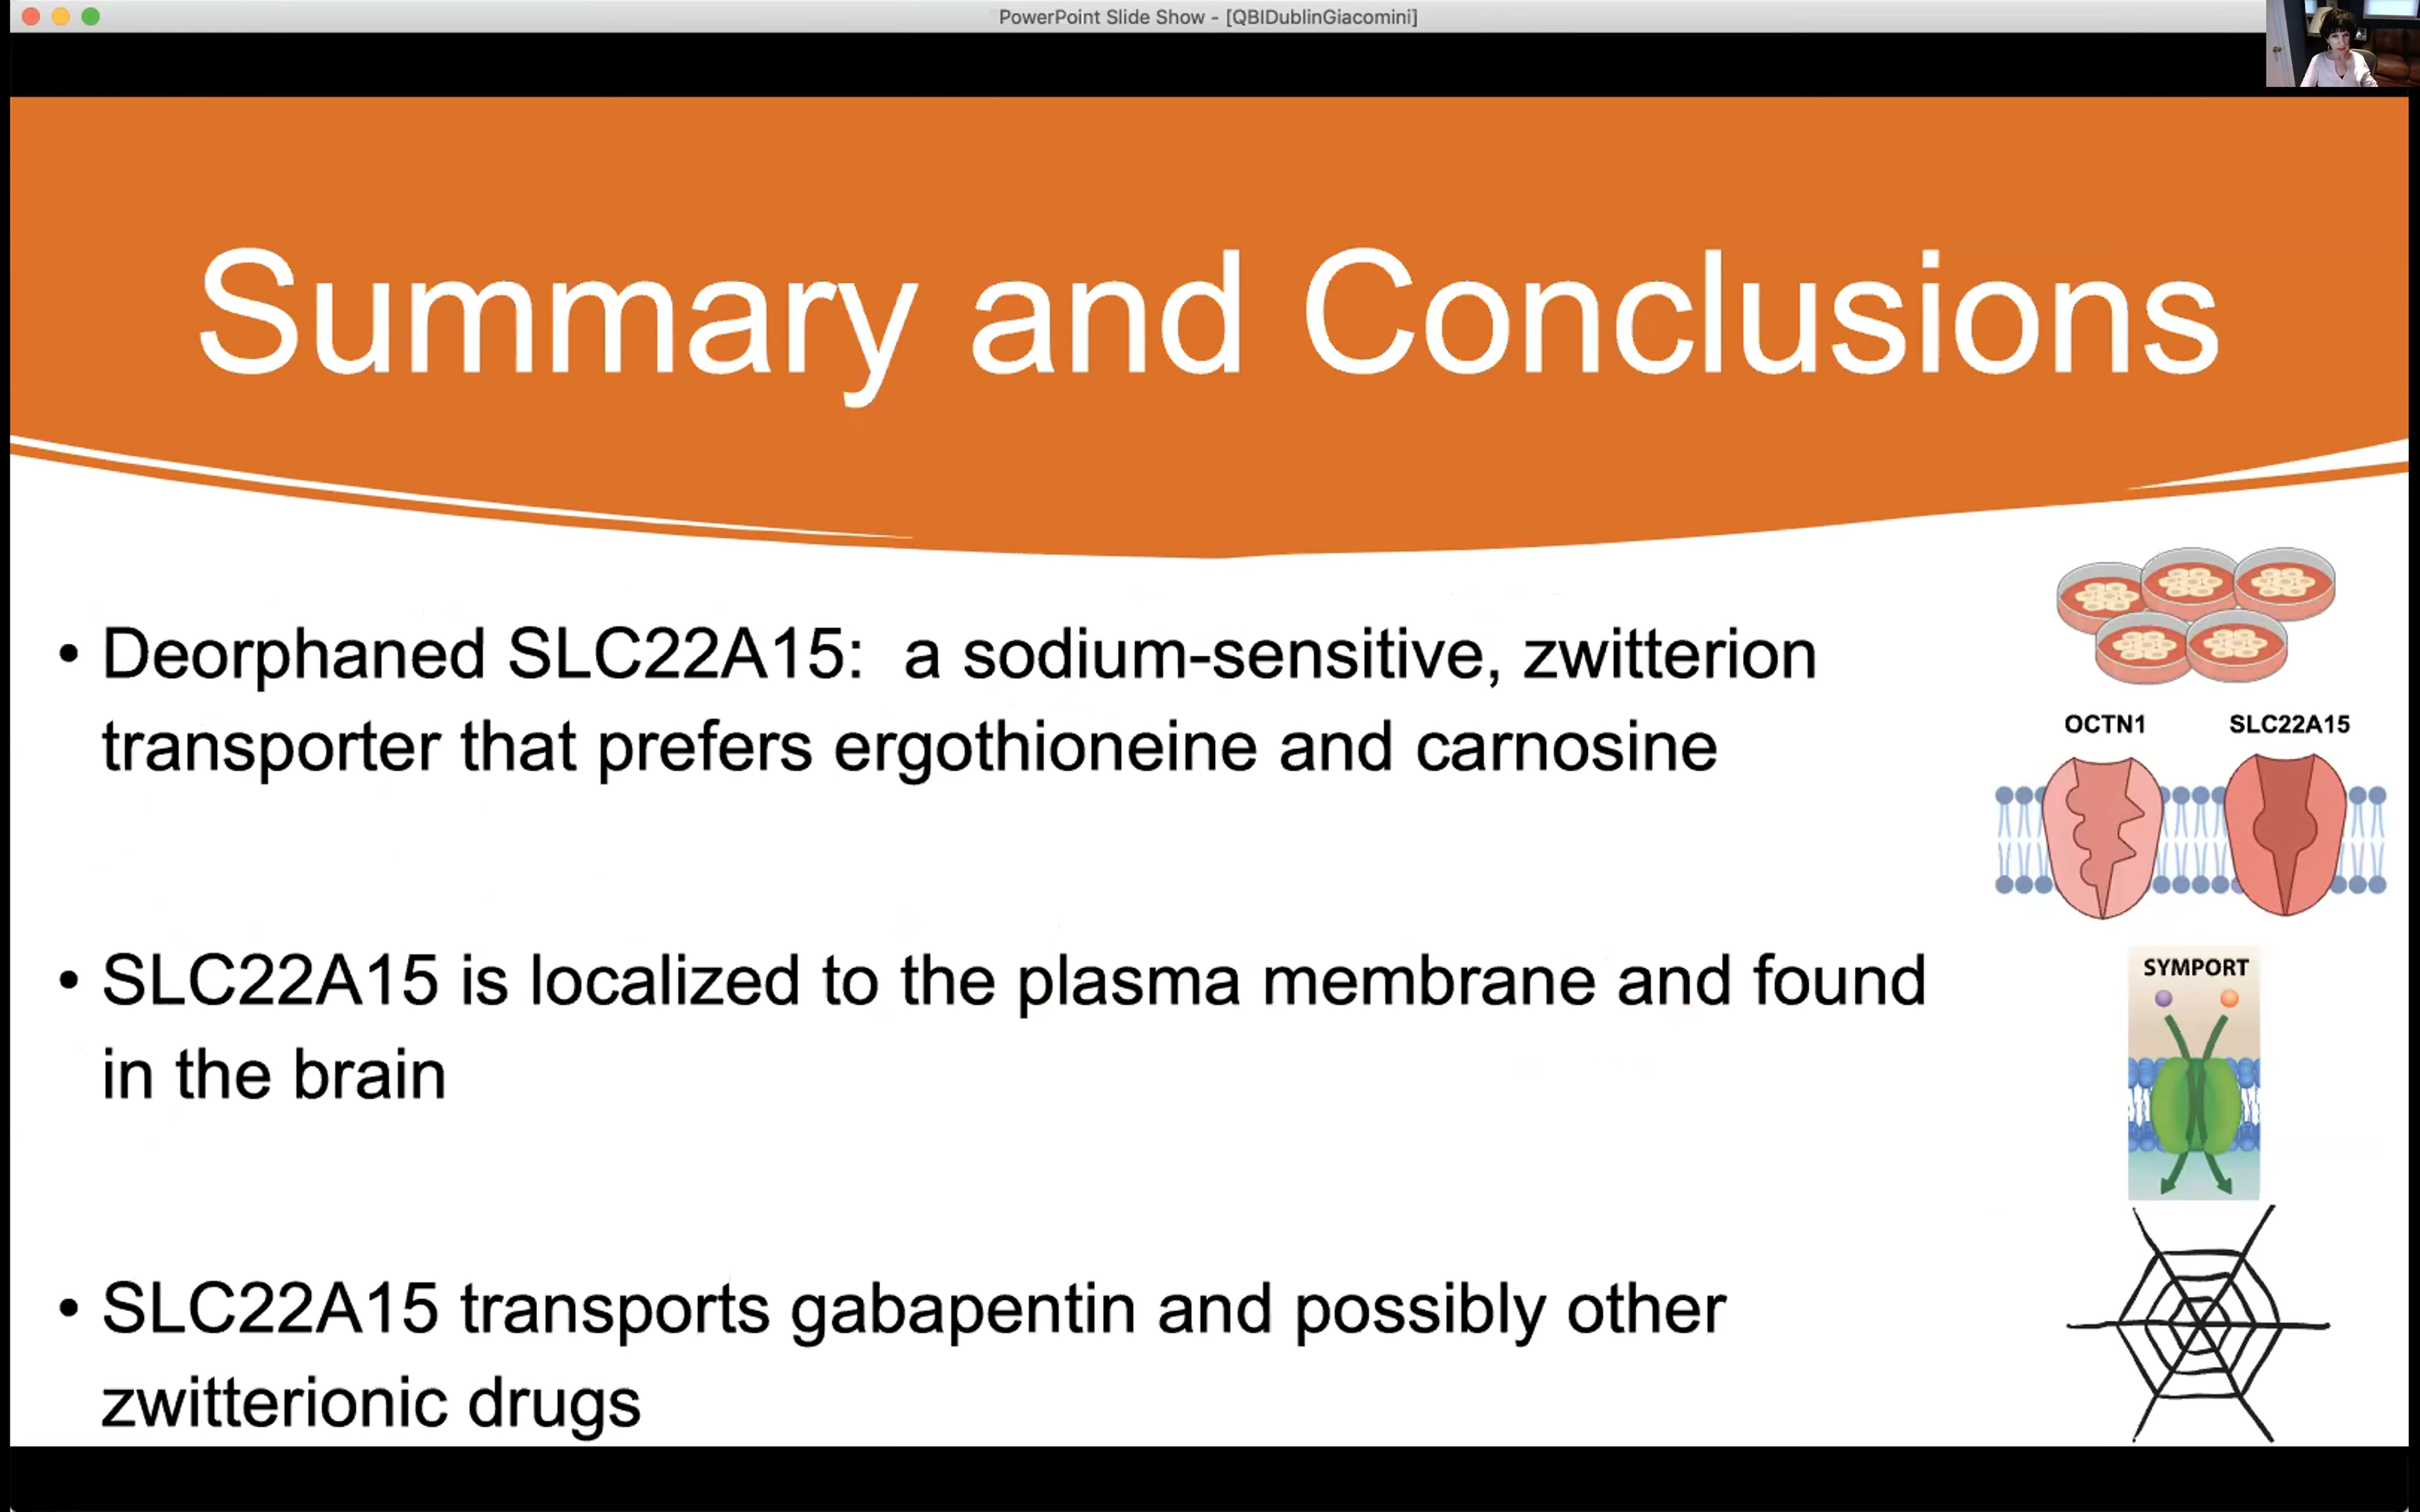 PowerPoint Slide Show - [QBIDublinGiacomini]
Summary and Conclusions
• Deorphaned SLC22A15:  a sodium-sensitive, zwitterion
transporter that prefers ergothioneine and carnosine
OCTN1 SLC22A15
• SLC22A15 is localized to the plasma membrane and found
in the brain
SYMPORT
• SLC22A15 transports gabapentin and possibly other
zwitterionic drugs